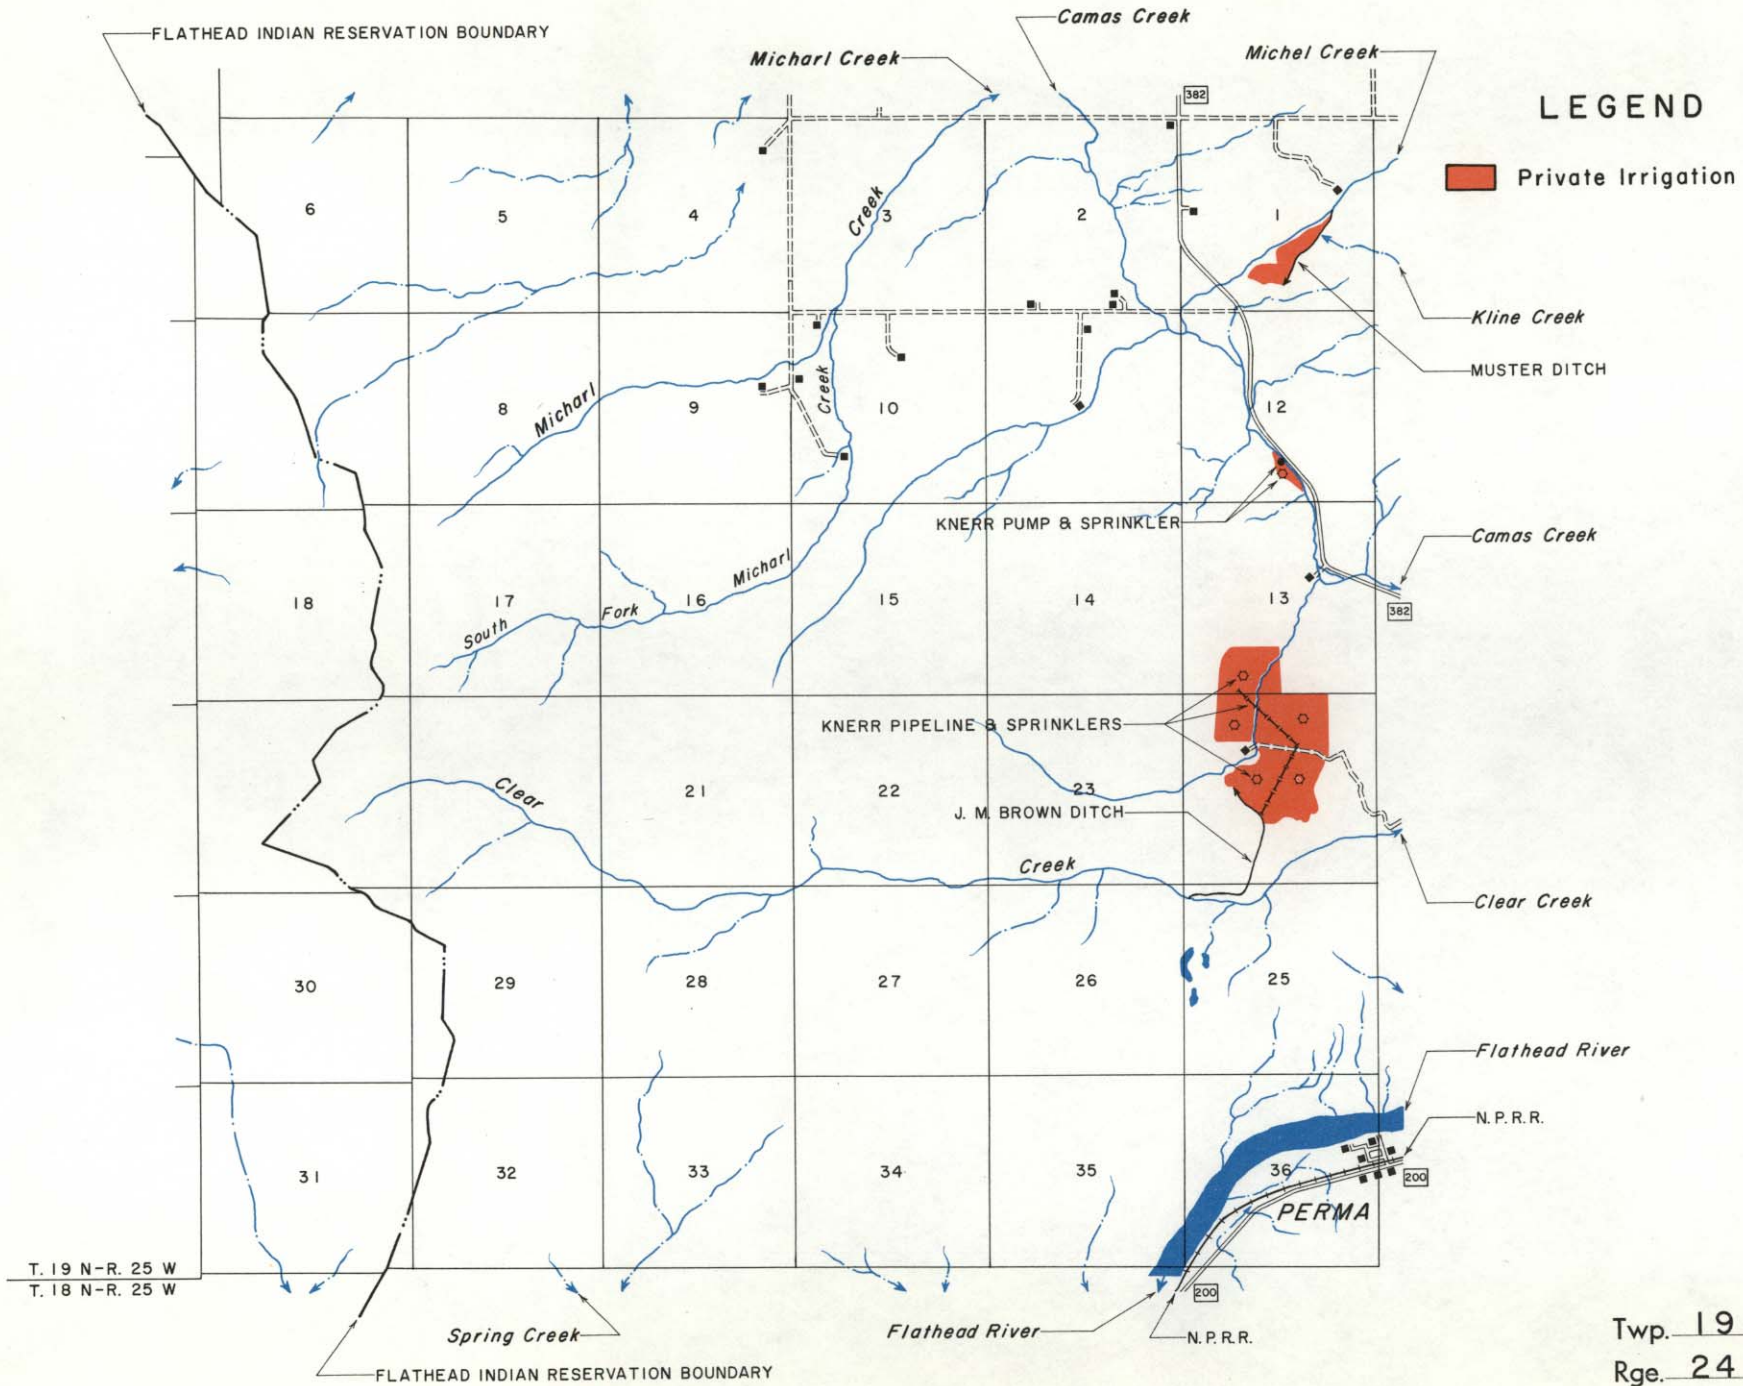 Camas Creek
FLATHEAD INDIAN RESERVATION BOUNDARY
Michel Creek
Micharl Creek
382
LEGEND
Private Irrigation
6
5
4
Creek
3
2
1
Kline Creek
MUSTER DITCH
8
Micharl
9
Creek
10
12
KNERR PUMP & SPRINKLER
Camas Creek
18
17
South
Fork
16
Micharl
15
14
13
382
KNERR PIPELINE & SPRINKLERS
Clear
21
22
23
J. M. BROWN DITCH
Creek
Clear Creek
30
29
28
27
26
25
Flathead River
N.P.R.R.
31
32
33
34
35
36
200
PERMA
T. 19 N-R. 25 W
T. 18 N-R. 25 W
200
Spring Creek
Flathead River
N.P.R.R.
FLATHEAD INDIAN RESERVATION BOUNDARY
Twp. 19
Rge. 24